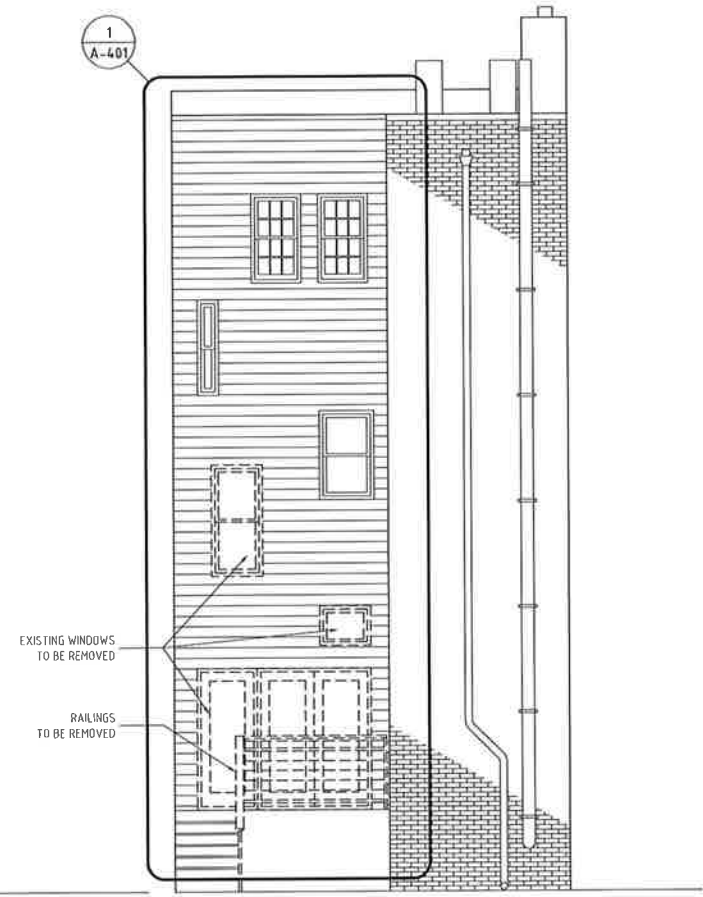 1
A-401
EXISTING WINDOWS
TO BE REMOVED
RAILINGS
TO BE REMOVED